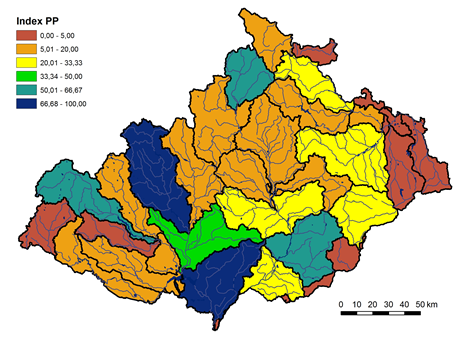 Index PP
0,00 - 5,00
5,01 - 20,00
20,01 - 33,33
33,34 - 50,00
50,01 - 66,67
66,68 - 100,00
0 10 20 30 40 50 km